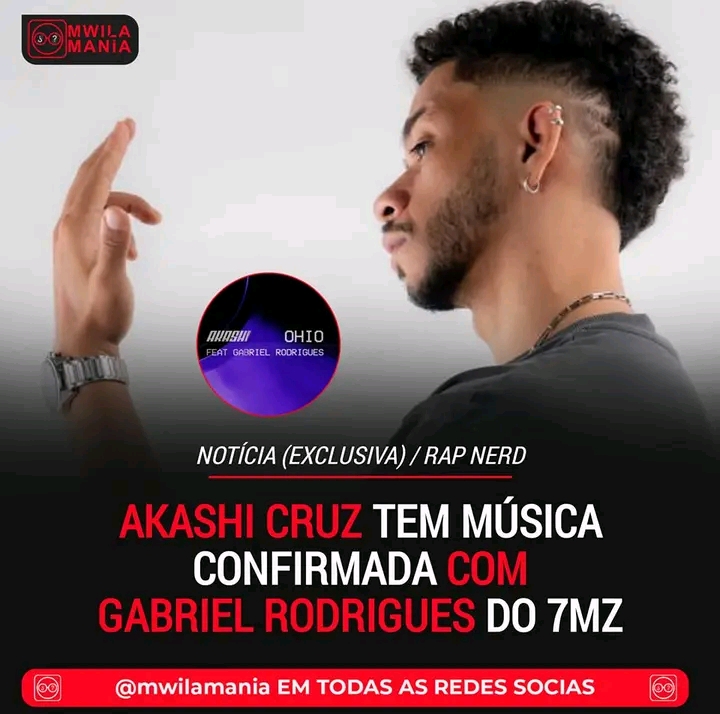 MWILA
MANIA
AKASHI OHIO
FEAT GABRIEL RODRIGUES
NOTÍCIA (EXCLUSIVA) / RAP NERD
AKASHI CRUZ TEM MÚSICA
CONFIRMADA COM
GABRIEL RODRIGUES DO 7MZ
@mwilamania EM TODAS AS REDES SOCIAS